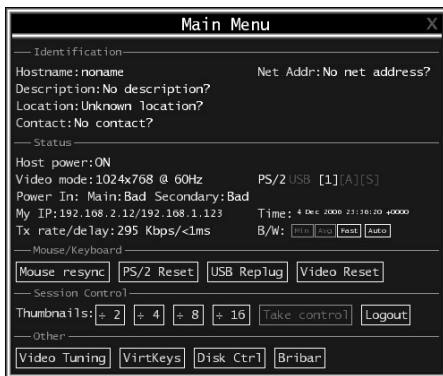 Main Menu X
Identification
Hostname:noname Net Addr:No net address?
Description:No description?
Location:Unknown location?
Contact:No contact?
Status
Host power:ON
Video mode:1024x768 @ 60Hz PS/2 USB [1][A][S]
Power In: Main:Bad Secondary:Bad
My IP:192.168.2.12/192.168.1.123 Time: 4 Dec 2006 23:36:20 +0000
Tx rate/delay:295 Kbps/<1ms B/W: Min Avg Fast Auto
Mouse/Keyboard
Mouse resync PS/2 Reset USB Replug Video Reset
Session Control
Thumbnails: ÷ 2 ÷ 4 ÷ 8 ÷ 16 Take control Logout
Other
Video Tuning VirtKeys Disk Ctrl Bribar